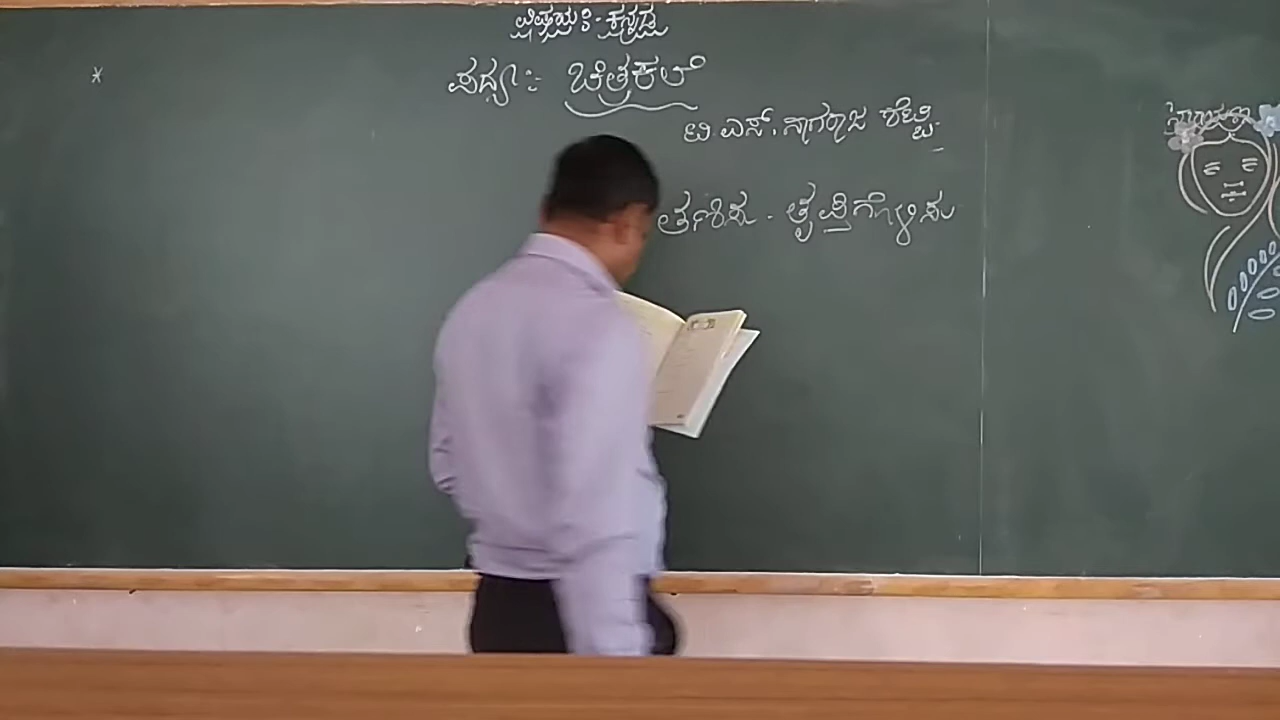 ವಿಷಯ :- ಕನ್ನಡ
ಪದ್ಯ :- ಚಿತ್ರಕಲೆ
ಟಿ. ಎಸ್. ನಾಗರಾಜ ಶೆಟ್ಟಿ.
ತಣಿಸು - ತೃಪ್ತಿಗೊಳಿಸು